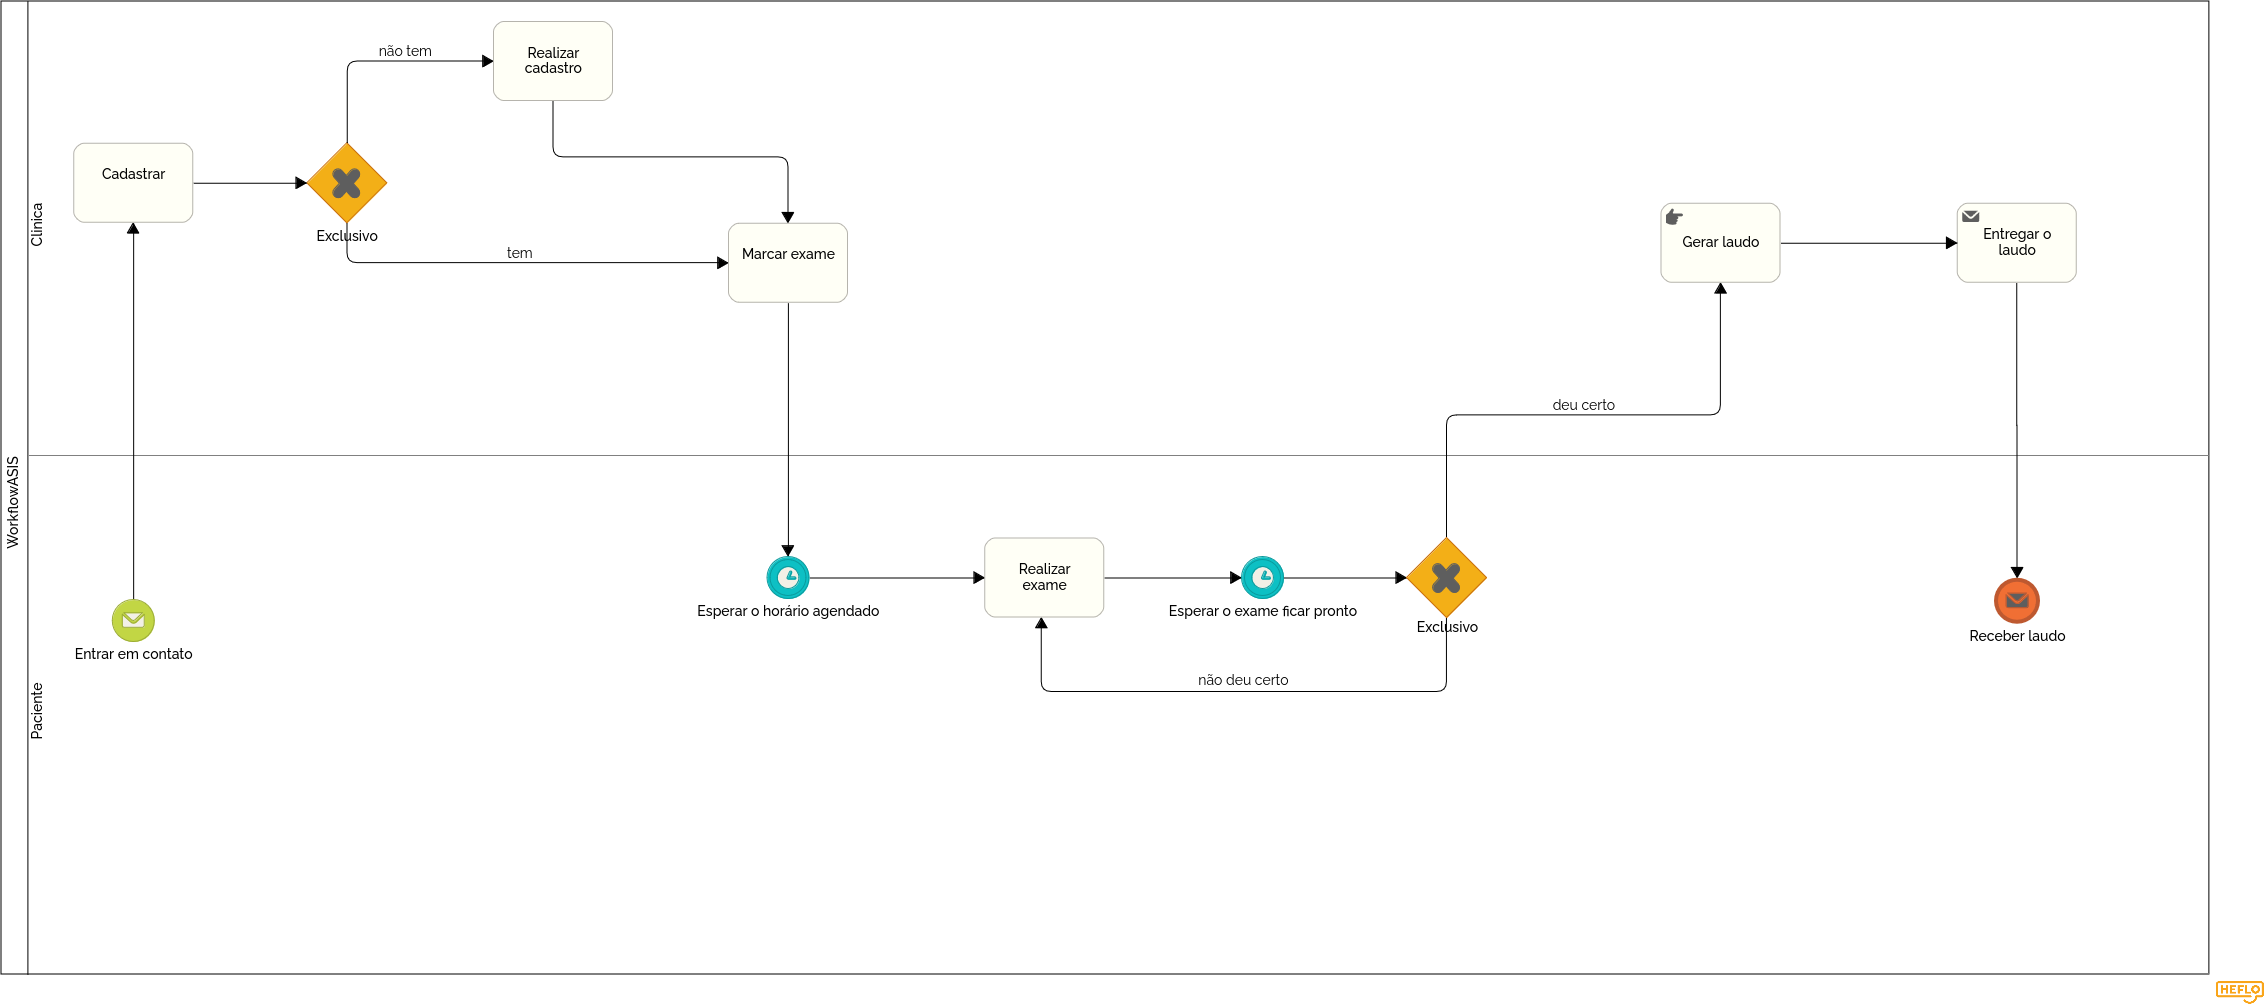 WorkflowASIS
Clinica
não tem
Realizar
cadastro
Cadastrar
Exclusivo
tem
Marcar exame
Gerar laudo
Entregar o
laudo
deu certo
Paciente
Entrar em contato
Esperar o horário agendado
Realizar
exame
Esperar o exame ficar pronto
Exclusivo
não deu certo
Receber laudo
HEFLO